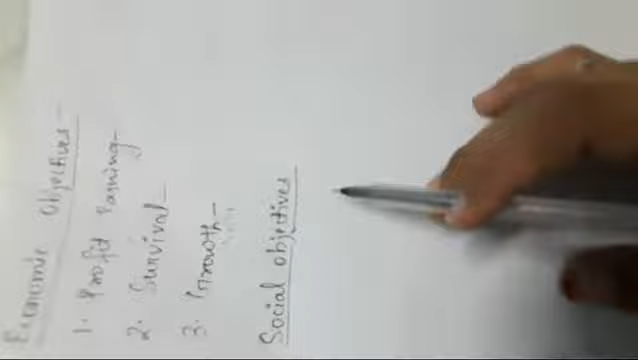 Economic Objectives-
1. Profit Earning-
2. Survival-
3. Growth-
Social objectives